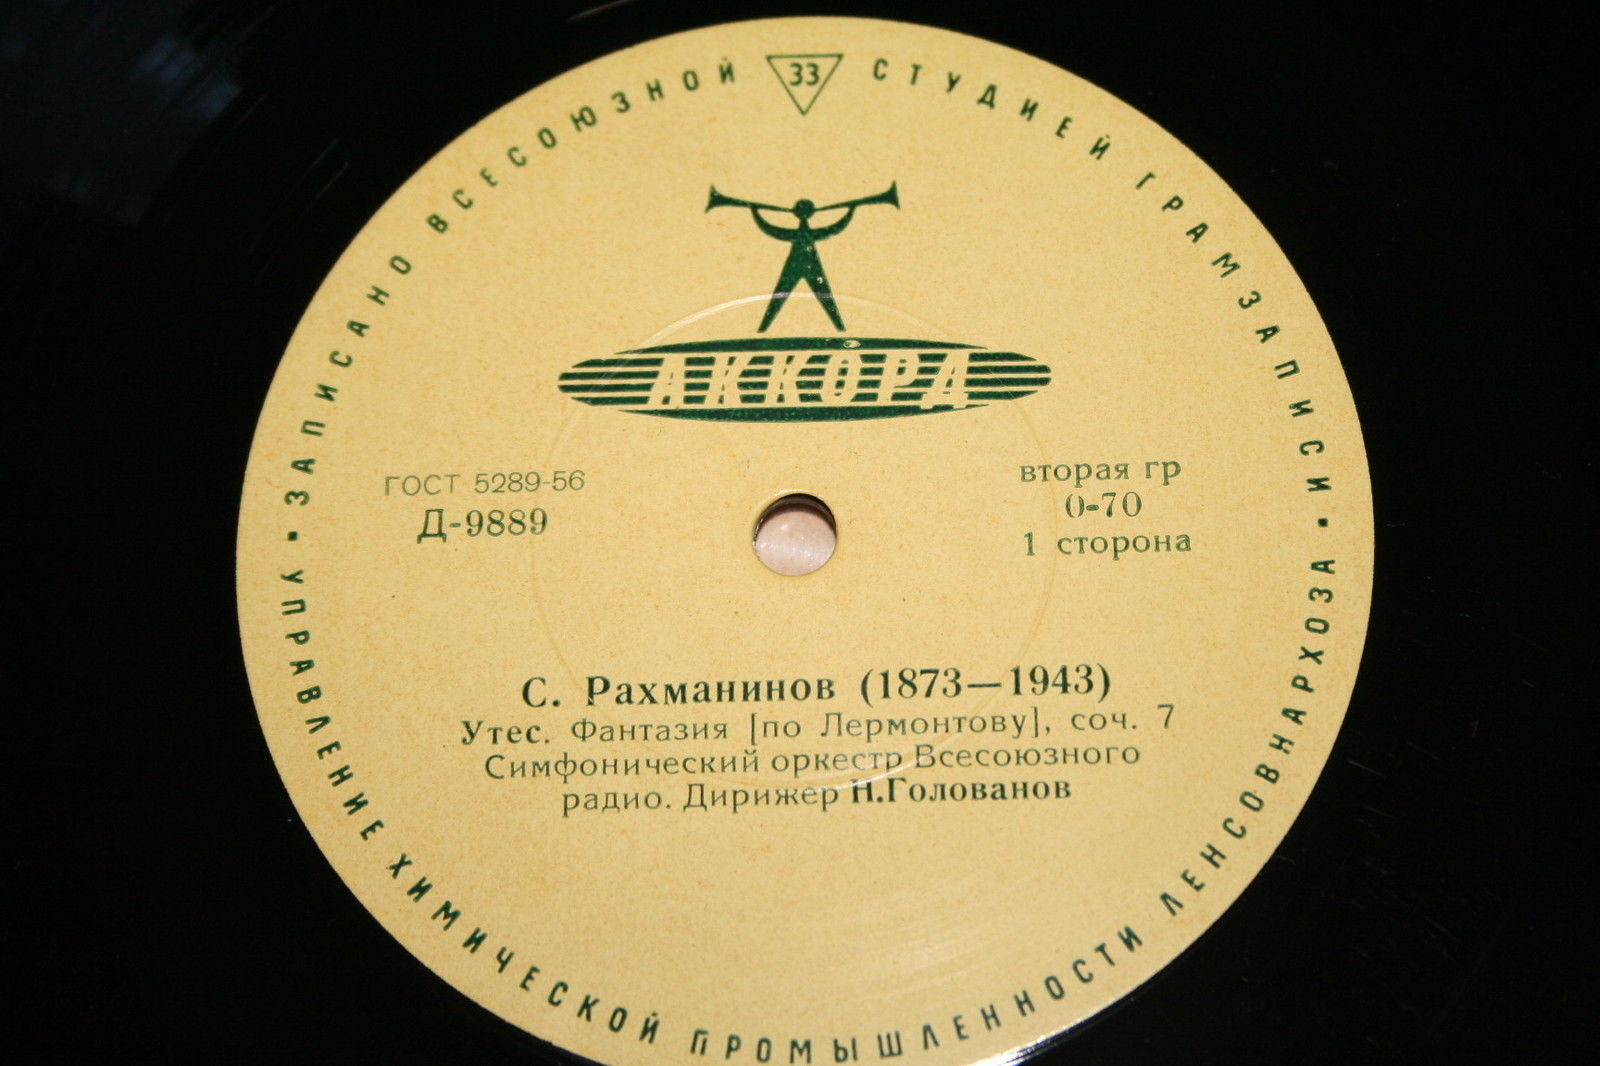 ЗАПИСАНО ВСЕСОЮЗНОЙ 33 СТУДИЕЙ ГРАМЗАПИСИ
АККОРД
ГОСТ 5289-56
Д-9889
вторая гр
0-70
1 сторона
С. Рахманинов (1873—1943)
Утес. Фантазия [по Лермонтову], соч. 7
Симфонический оркестр Всесоюзного
радио. Дирижер Н.Голованов
УПРАВЛЕНИЕ ХИМИЧЕСКОЙ ПРОМЫШЛЕННОСТИ ЛЕНСОВНАРХОЗА